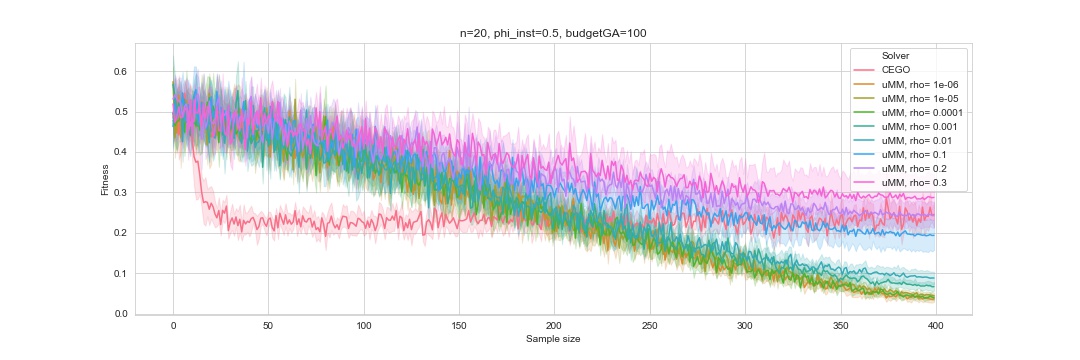 n=20, phi_inst=0.5, budgetGA=100
Fitness
0.6
0.5
0.4
0.3
0.2
0.1
0.0
0 50 100 150 200 250 300 350 400
Sample size
Solver
CEGO
uMM, rho= 1e-06
uMM, rho= 1e-05
uMM, rho= 0.0001
uMM, rho= 0.001
uMM, rho= 0.01
uMM, rho= 0.1
uMM, rho= 0.2
uMM, rho= 0.3